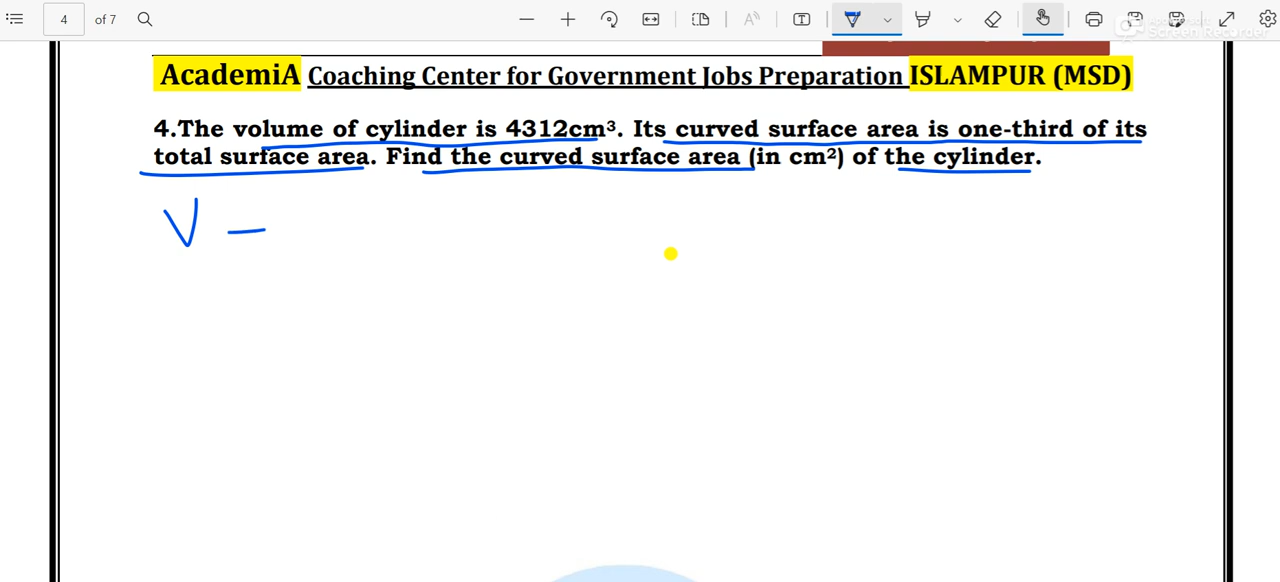 4 of 7
AcademiA Coaching Center for Government Jobs Preparation ISLAMPUR (MSD)
4.The volume of cylinder is 4312cm³. Its curved surface area is one-third of its
total surface area. Find the curved surface area (in cm²) of the cylinder.
V –